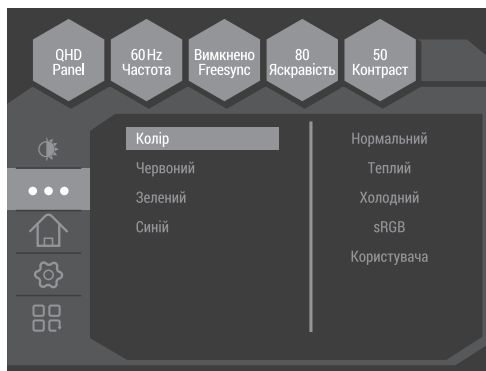 QHD
Panel
60 Hz
Частота
Вимкнено
Freesync
80
Яскравість
50
Контраст
Колір
Червоний
Зелений
Синій
Нормальний
Теплий
Холодний
sRGB
Користувача